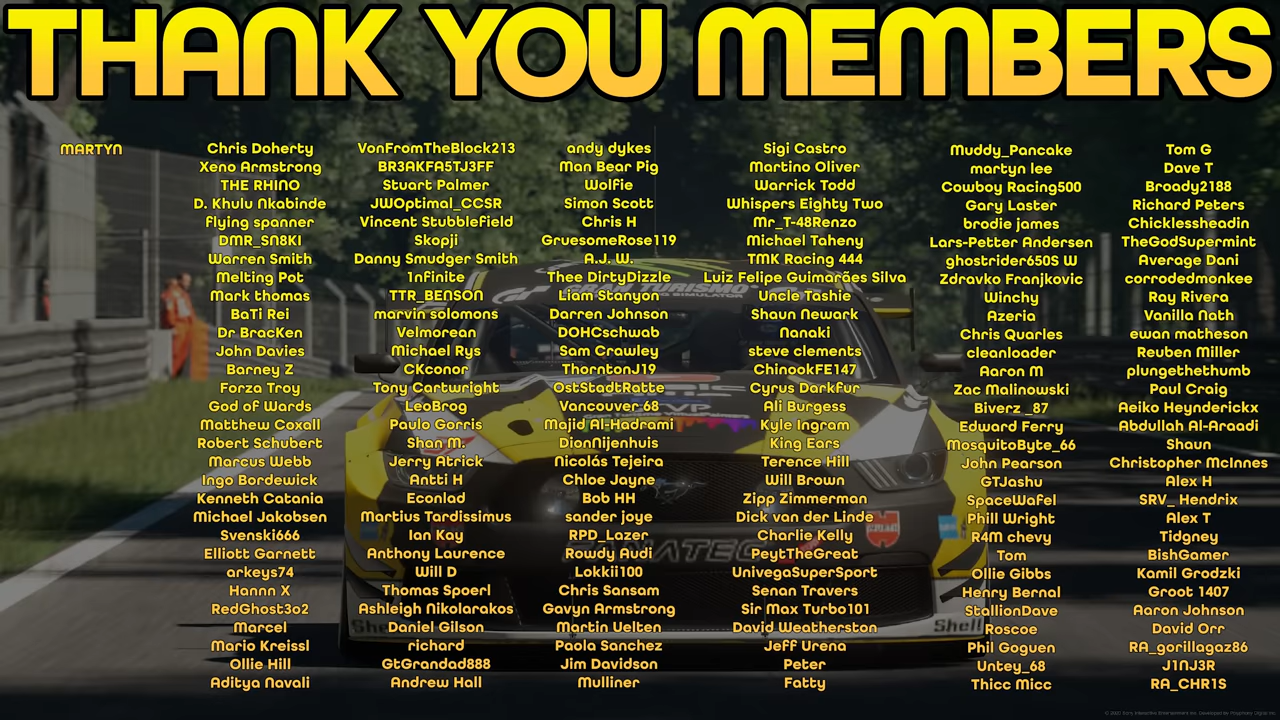 THANK YOU MEMBERS
MARTYN
Chris Doherty
Xeno Armstrong
THE RHINO
D. Khulu Nkabinde
flying spanner
DMR_SN8KI
Warren Smith
Melting Pot
Mark thomas
BaTi Rei
Dr BracKen
John Davies
Barney Z
Forza Troy
God of Wards
Matthew Coxall
Robert Schubert
Marcus Webb
Ingo Bordewick
Kenneth Catania
Michael Jakobsen
Svenski666
Elliott Garnett
arkeys74
Hannn X
RedGhost3o2
Marcel
Mario Kreissl
Ollie Hill
Aditya Navali
VonFromTheBlock213
BR3AKFA5TJ3FF
Stuart Palmer
JWOptimal_CCSR
Vincent Stubblefield
Skopji
Danny Smudger Smith
1nfinite
TTR_BENSON
marvin solomons
Velmorean
Michael Rys
CKconor
Tony Cartwright
LeoBrog
Paulo Gorris
Shan M.
Jerry Atrick
Antti H
Econlad
Martius Tardissimus
Ian Kay
Anthony Laurence
Will D
Thomas Spoerl
Ashleigh Nikolarakos
Daniel Gilson
richard
GtGrandad888
Andrew Hall
andy dykes
Man Bear Pig
Wolfie
Simon Scott
Chris H
GruesomeRose119
A.J. W.
Thee DirtyDizzle
Liam Stanyon
Darren Johnson
DOHCschwab
Sam Crawley
ThorntonJ19
OstStadtRatte
Vancouver 68
Majid Al-Hadrami
DionNijenhuis
Nicolás Tejeira
Chloe Jayne
Bob HH
sander joye
RPD_Lazer
Rowdy Audi
Lokkii100
Chris Sansam
Gavyn Armstrong
Martin Uelten
Paola Sanchez
Jim Davidson
Mulliner
Sigi Castro
Martino Oliver
Warrick Todd
Whispers Eighty Two
Mr_T-48Renzo
Michael Taheny
TMK Racing 444
Luiz Felipe Guimarães Silva
Uncle Tashie
Shaun Newark
Nanaki
steve clements
ChinookFE147
Cyrus Darkfur
Ali Burgess
Kyle Ingram
King Ears
Terence Hill
Will Brown
Zipp Zimmerman
Dick van der Linde
Charlie Kelly
PeytTheGreat
UnivegaSuperSport
Senan Travers
Sir Max Turbo101
David Weatherston
Jeff Urena
Peter
Fatty
Muddy_Pancake
martyn lee
Cowboy Racing500
Gary Laster
brodie james
Lars-Petter Andersen
ghostrider650S W
Zdravko Franjkovic
Winchy
Azeria
Chris Quarles
cleanloader
Aaron M
Zac Malinowski
Biverz _87
Edward Ferry
MosquitoByte_66
John Pearson
GTJashu
SpaceWafel
Phill Wright
R4M chevy
Tom
Ollie Gibbs
Henry Bernal
StallionDave
Roscoe
Phil Goguen
Untey_68
Thicc Micc
Tom G
Dave T
Broady2188
Richard Peters
Chicklessheadin
TheGodSupermint
Average Dani
corrodedmonkee
Ray Rivera
Vanilla Nath
ewan matheson
Reuben Miller
plungethethumb
Paul Craig
Aeiko Heynderickx
Abdullah Al-Araadi
Shaun
Christopher McInnes
Alex H
SRV_Hendrix
Alex T
Tidgney
BishGamer
Kamil Grodzki
Groot 1407
Aaron Johnson
David Orr
RA_gorillagaz86
J1NJ3R
RA_CHR1S
GRAN TURISMO
FANATEC
Shell
Shell